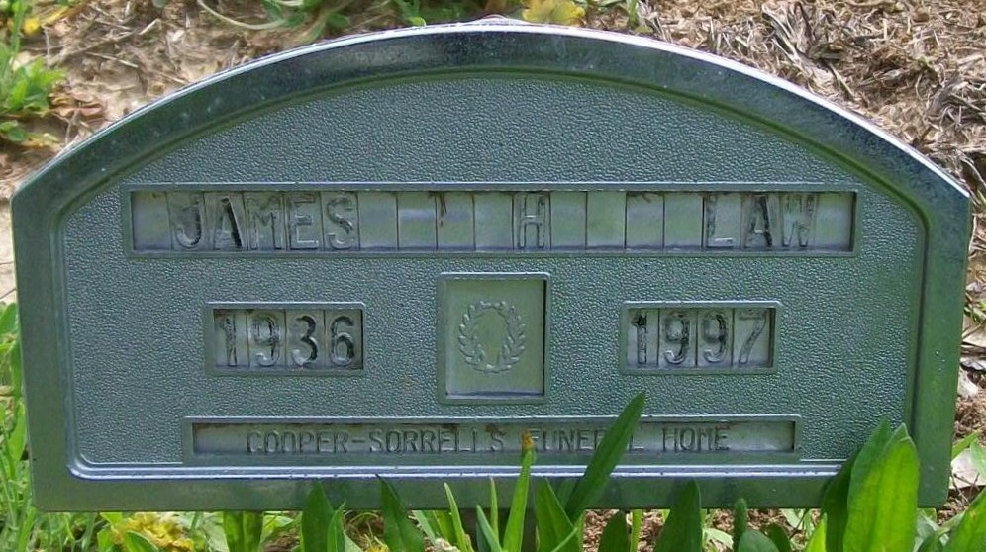 JAMES " H " LAW
1936 1997
COOPER-SORRELLS FUNERAL HOME